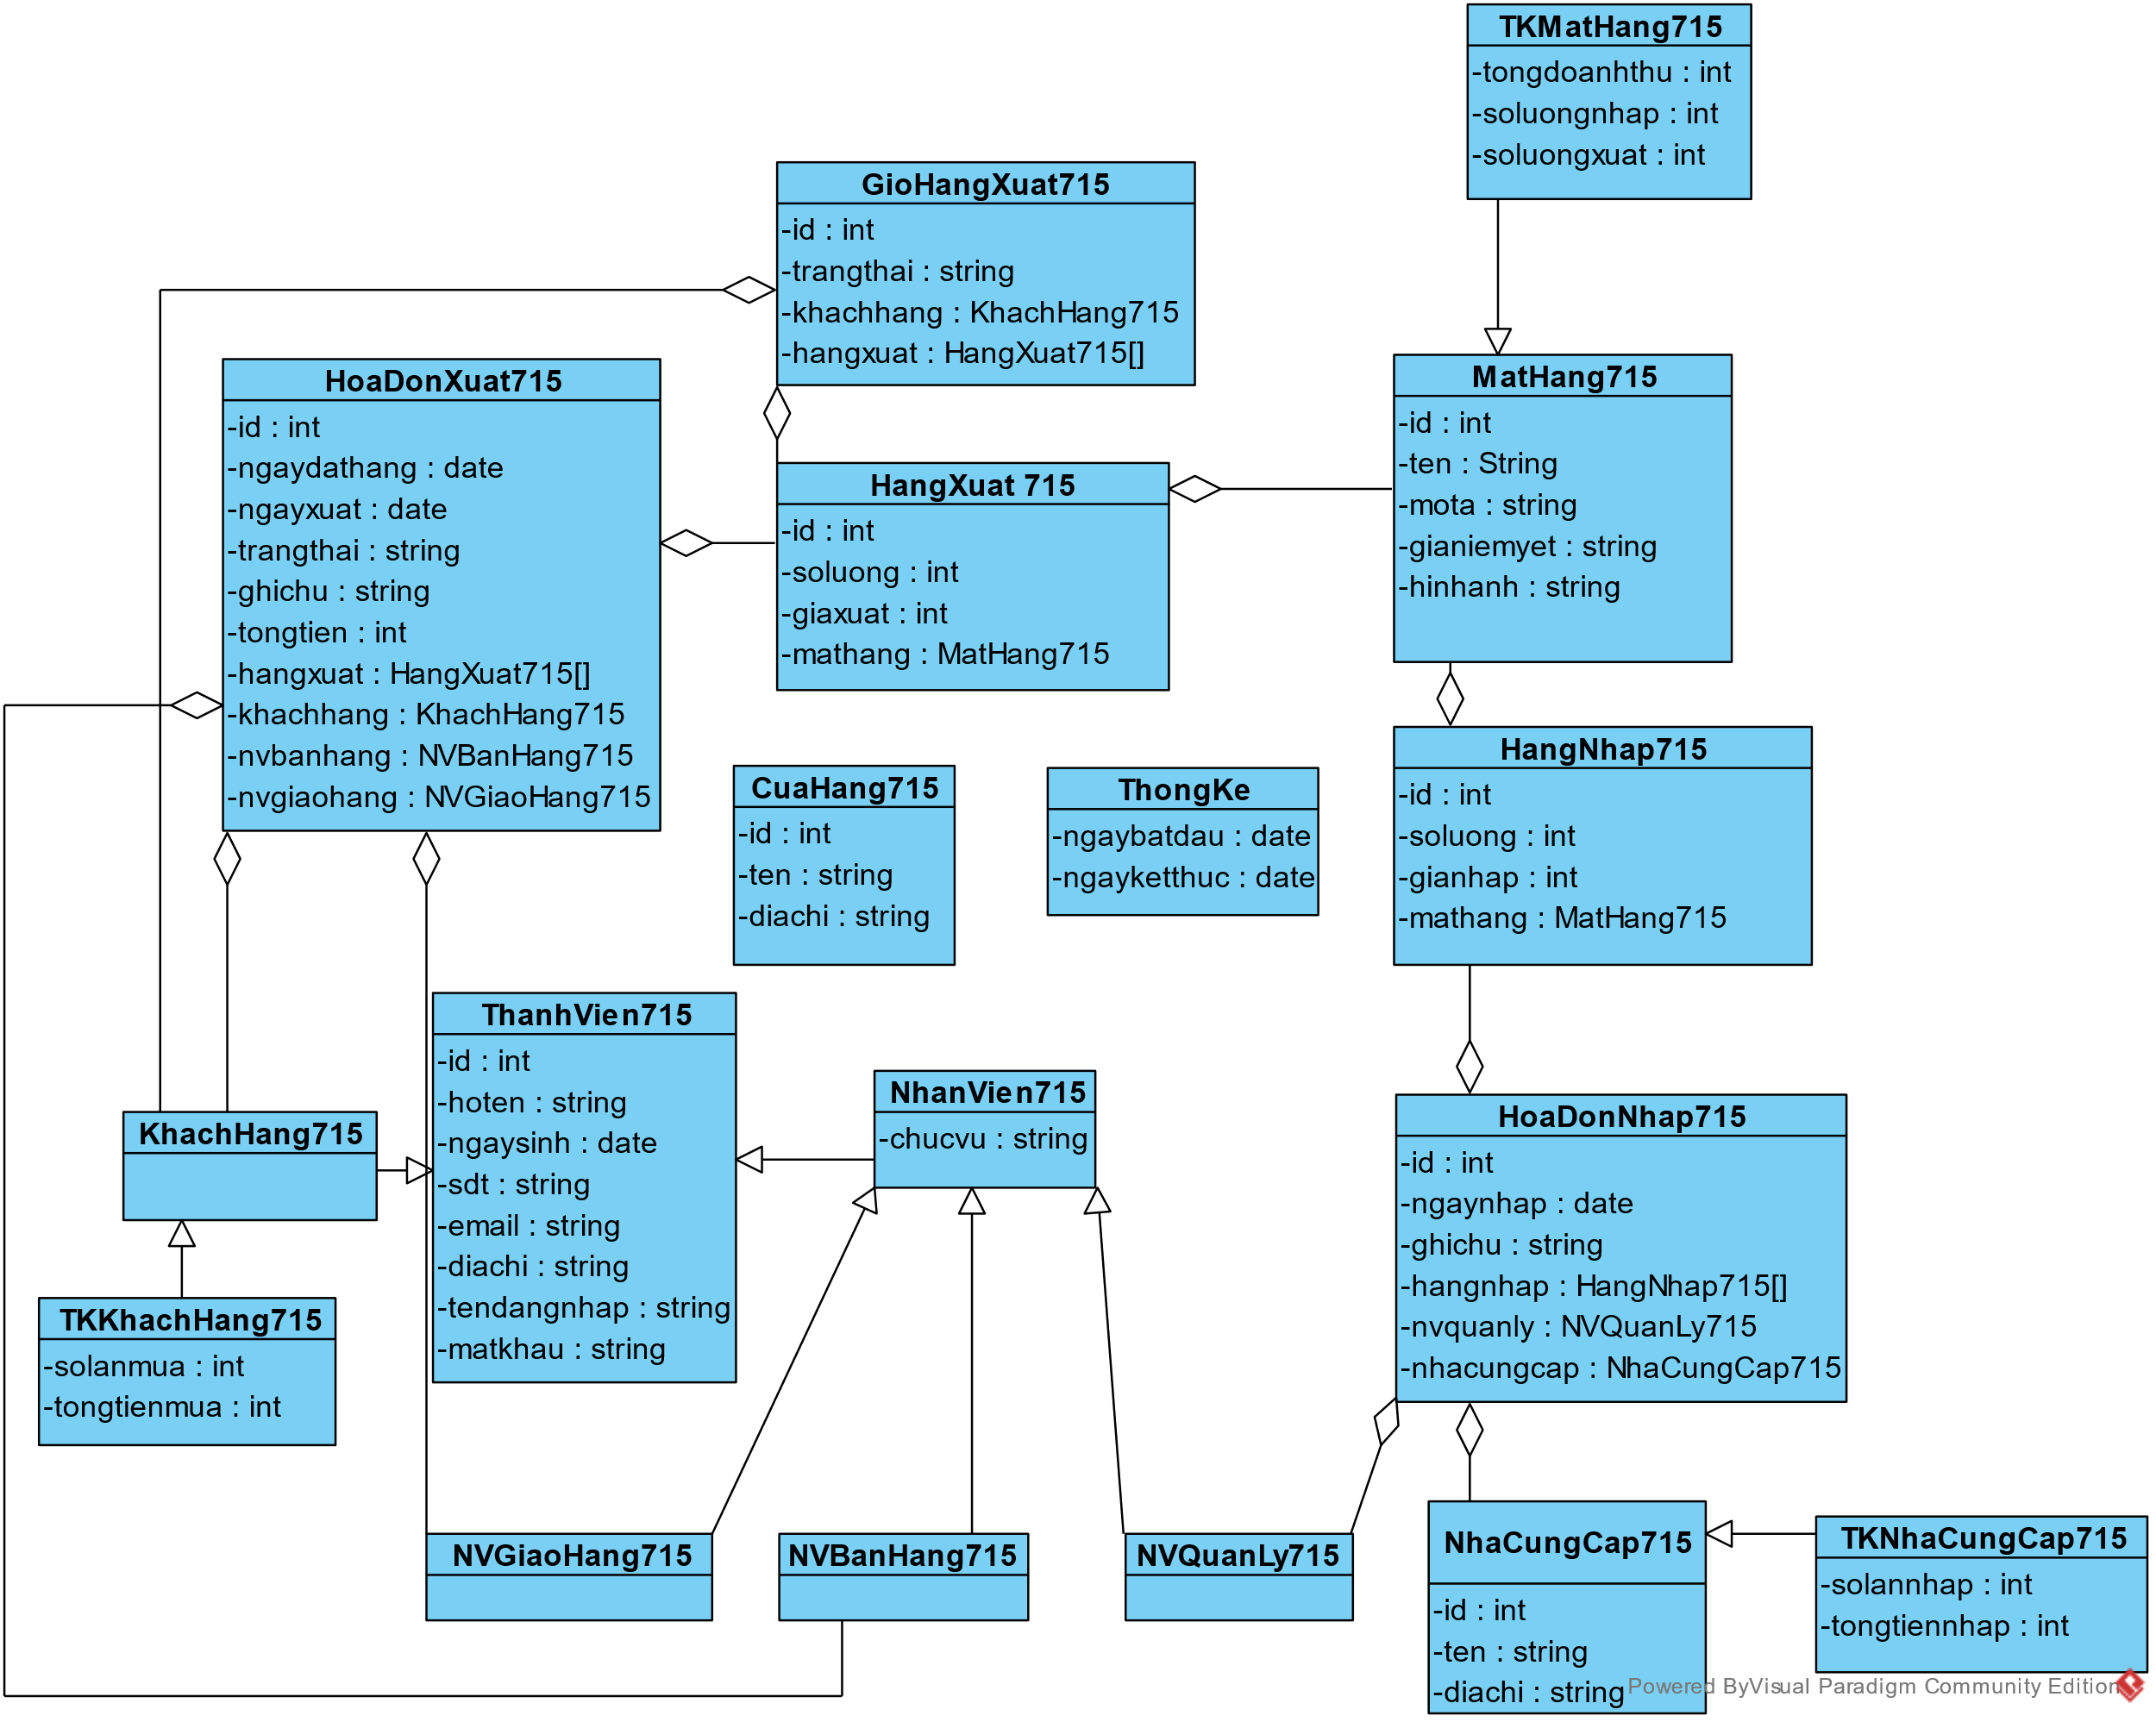 TKMatHang715
-tongdoanhthu : int
-soluongnhap : int
-soluongxuat : int
GioHangXuat715
-id : int
-trangthai : string
-khachhang : KhachHang715
-hangxuat : HangXuat715[]
HoaDonXuat715
-id : int
-ngaydathang : date
-ngayxuat : date
-trangthai : string
-ghichu : string
-tongtien : int
-hangxuat : HangXuat715[]
-khachhang : KhachHang715
-nvbanhang : NVBanHang715
-nvgiaohang : NVGiaoHang715
MatHang715
-id : int
-ten : String
-mota : string
-gianiemyet : string
-hinhanh : string
HangXuat 715
-id : int
-soluong : int
-giaxuat : int
-mathang : MatHang715
CuaHang715
-id : int
-ten : string
-diachi : string
ThongKe
-ngaybatdau : date
-ngayketthuc : date
HangNhap715
-id : int
-soluong : int
-gianhap : int
-mathang : MatHang715
ThanhVien715
-id : int
-hoten : string
-ngaysinh : date
-sdt : string
-email : string
-diachi : string
-tendangnhap : string
-matkhau : string
NhanVien715
-chucvu : string
HoaDonNhap715
-id : int
-ngaynhap : date
-ghichu : string
-hangnhap : HangNhap715[]
-nvquanly : NVQuanLy715
-nhacungcap : NhaCungCap715
KhachHang715
TKKhachHang715
-solanmua : int
-tongtienmua : int
NVGiaoHang715
NVBanHang715
NVQuanLy715
NhaCungCap715
-id : int
-ten : string
-diachi : string
TKNhaCungCap715
-solannhap : int
-tongtiennhap : int
Powered ByVisual Paradigm Community Edition